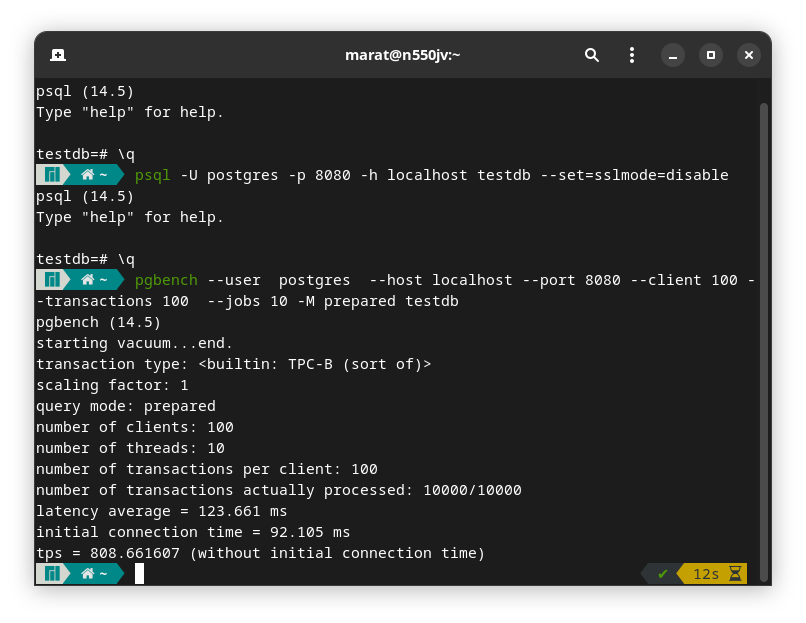 marat@n550jv:~
psql (14.5)
Type "help" for help.
testdb=# \q
~ psql -U postgres -p 8080 -h localhost testdb --set=sslmode=disable
psql (14.5)
Type "help" for help.
testdb=# \q
~ pgbench --user  postgres  --host localhost --port 8080 --client 100 -
-transactions 100  --jobs 10 -M prepared testdb
pgbench (14.5)
starting vacuum...end.
transaction type: <builtin: TPC-B (sort of)>
scaling factor: 1
query mode: prepared
number of clients: 100
number of threads: 10
number of transactions per client: 100
number of transactions actually processed: 10000/10000
latency average = 123.661 ms
initial connection time = 92.105 ms
tps = 808.661607 (without initial connection time)
~ ✔ 12s